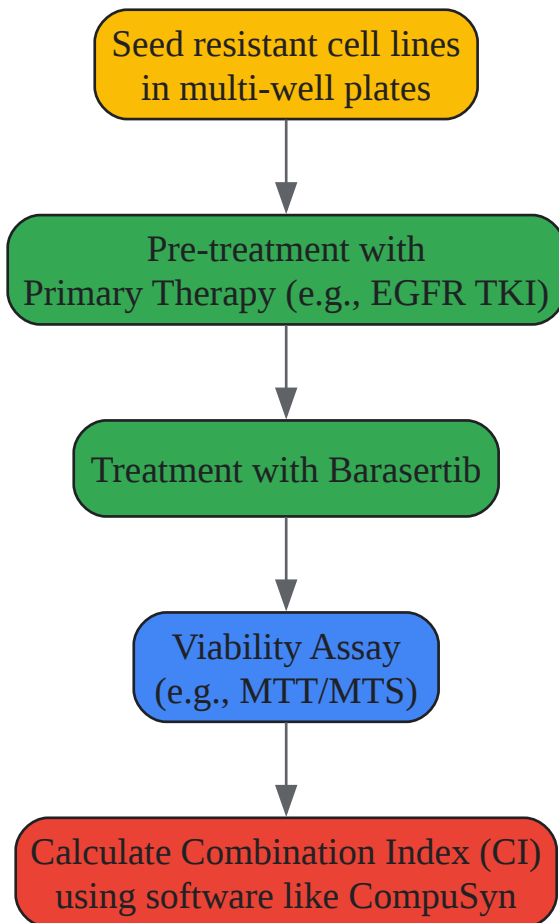 Seed resistant cell lines
in multi-well plates
Pre-treatment with
Primary Therapy (e.g., EGFR TKI)
Treatment with Barasertib
Viability Assay
(e.g., MTT/MTS)
Calculate Combination Index (CI)
using software like CompuSyn